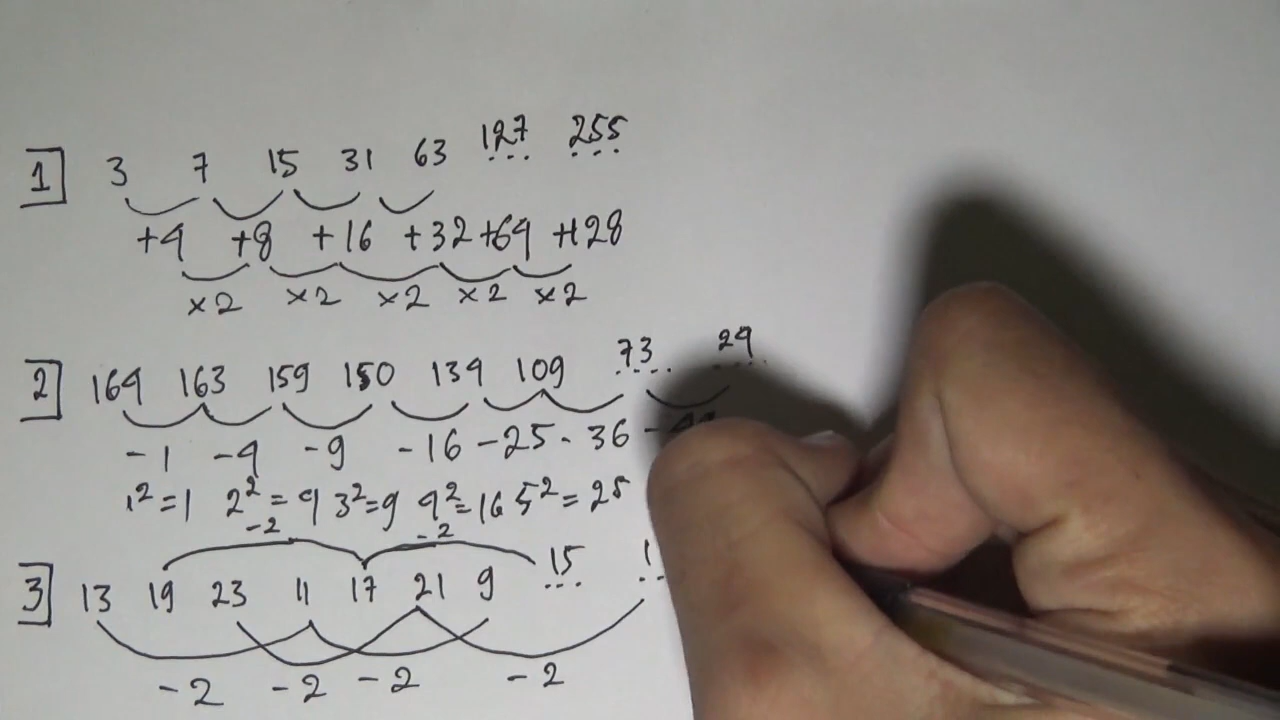 1 3 7 15 31 63 127 255
+4 +8 +16 +32 +64 +128
×2 ×2 ×2 ×2 ×2
2 164 163 159 150 134 109 73 24
-1 -4 -9 -16 -25 -36
1²=1 2²=4 3²=9 4²=16 5²=25
-2 -2
3 13 19 23 11 17 21 9 15
-2 -2 -2 -2